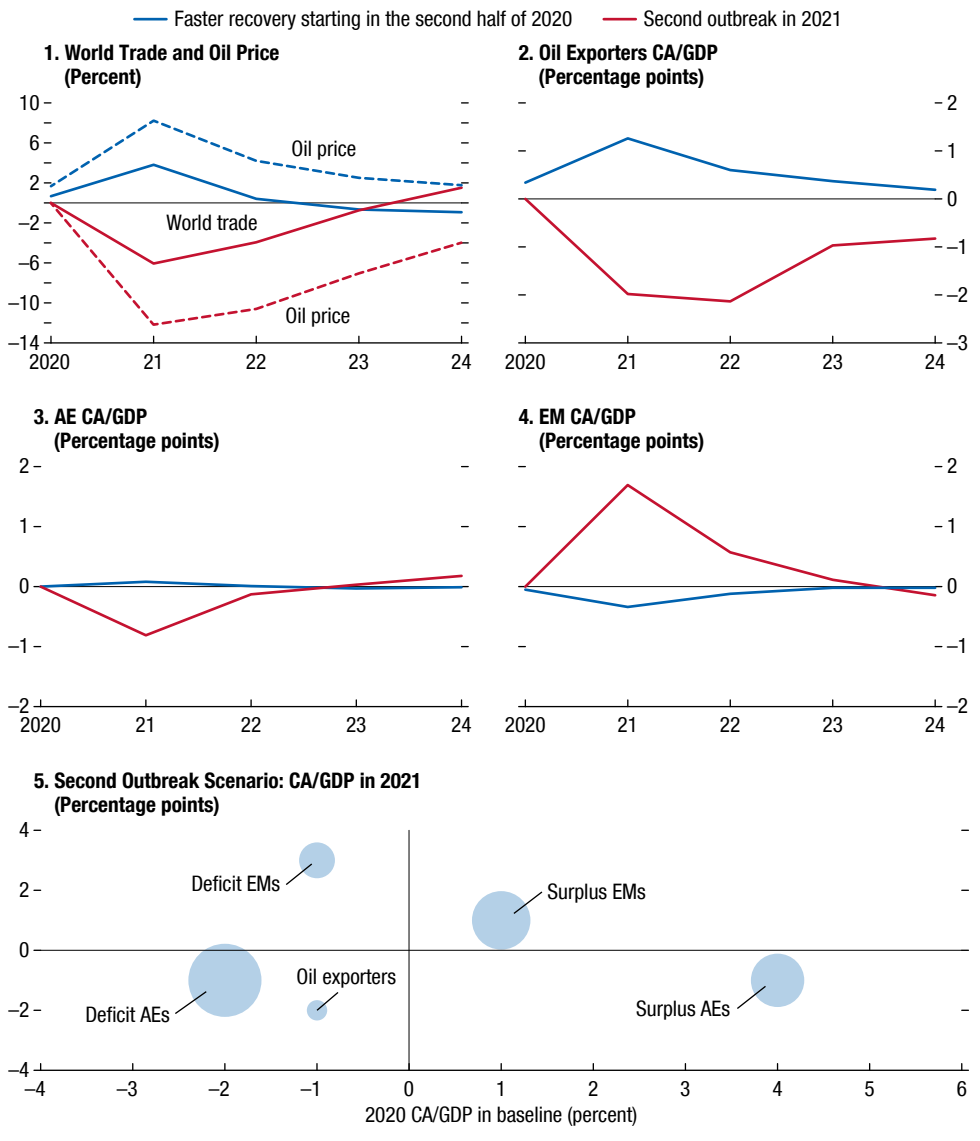 Faster recovery starting in the second half of 2020 Second outbreak in 2021
1. World Trade and Oil Price
(Percent)
10
6
2
–2
–6
–10
–14
Oil price
World trade
Oil price
2020 21 22 23 24
2. Oil Exporters CA/GDP
(Percentage points)
2
1
0
–1
–2
–3
2020 21 22 23 24
3. AE CA/GDP
(Percentage points)
2
1
0
–1
–2
2020 21 22 23 24
4. EM CA/GDP
(Percentage points)
2
1
0
–1
–2
2020 21 22 23 24
5. Second Outbreak Scenario: CA/GDP in 2021
(Percentage points)
4
2
0
–2
–4
Deficit EMs
Surplus EMs
Oil exporters
Deficit AEs
Surplus AEs
–4 –3 –2 –1 0 1 2 3 4 5 6
2020 CA/GDP in baseline (percent)